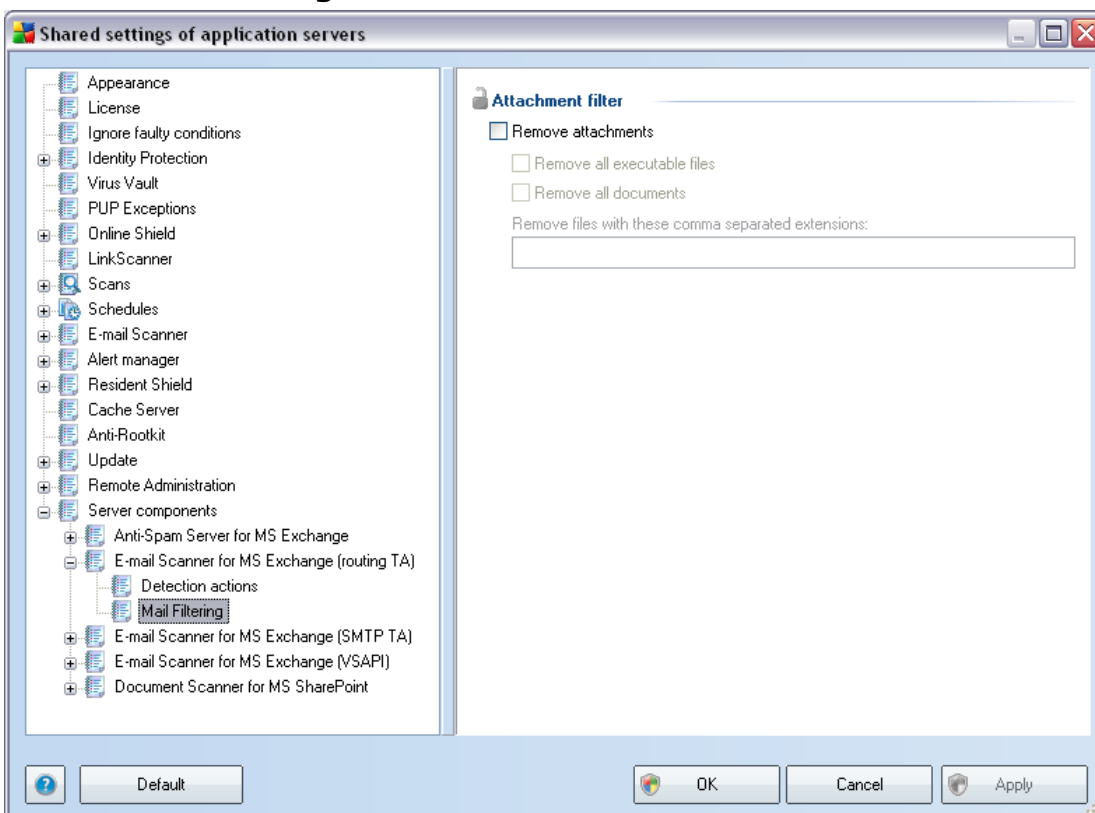 Shared settings of application servers
Appearance
License
Ignore faulty conditions
Identity Protection
Virus Vault
PUP Exceptions
Online Shield
LinkScanner
Scans
Schedules
E-mail Scanner
Alert manager
Resident Shield
Cache Server
Anti-Rootkit
Update
Remote Administration
Server components
Anti-Spam Server for MS Exchange
E-mail Scanner for MS Exchange (routing TA)
Detection actions
Mail Filtering
E-mail Scanner for MS Exchange (SMTP TA)
E-mail Scanner for MS Exchange (VSAPI)
Document Scanner for MS SharePoint
Attachment filter
Remove attachments
Remove all executable files
Remove all documents
Remove files with these comma separated extensions:
Default
OK
Cancel
Apply